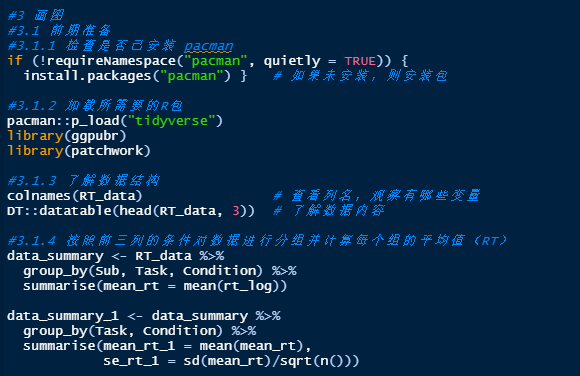 #3 画图
#3.1 前期准备
#3.1.1 检查是否已安装 pacman
if (!requireNamespace("pacman", quietly = TRUE)) {
  install.packages("pacman") }   # 如果未安装，则安装包

#3.1.2 加载所需要的R包
pacman::p_load("tidyverse")
library(ggpubr)
library(patchwork)

#3.1.3 了解数据结构
colnames(RT_data)                # 查看列名，观察有哪些变量
DT::datatable(head(RT_data, 3))  # 了解数据内容

#3.1.4 按照前三列的条件对数据进行分组并计算每个组的平均值（RT）
data_summary <- RT_data %>%
  group_by(Sub, Task, Condition) %>%
  summarise(mean_rt = mean(rt_log))

data_summary_1 <- data_summary %>%
  group_by(Task, Condition) %>%
  summarise(mean_rt_1 = mean(mean_rt),
            se_rt_1 = sd(mean_rt)/sqrt(n()))